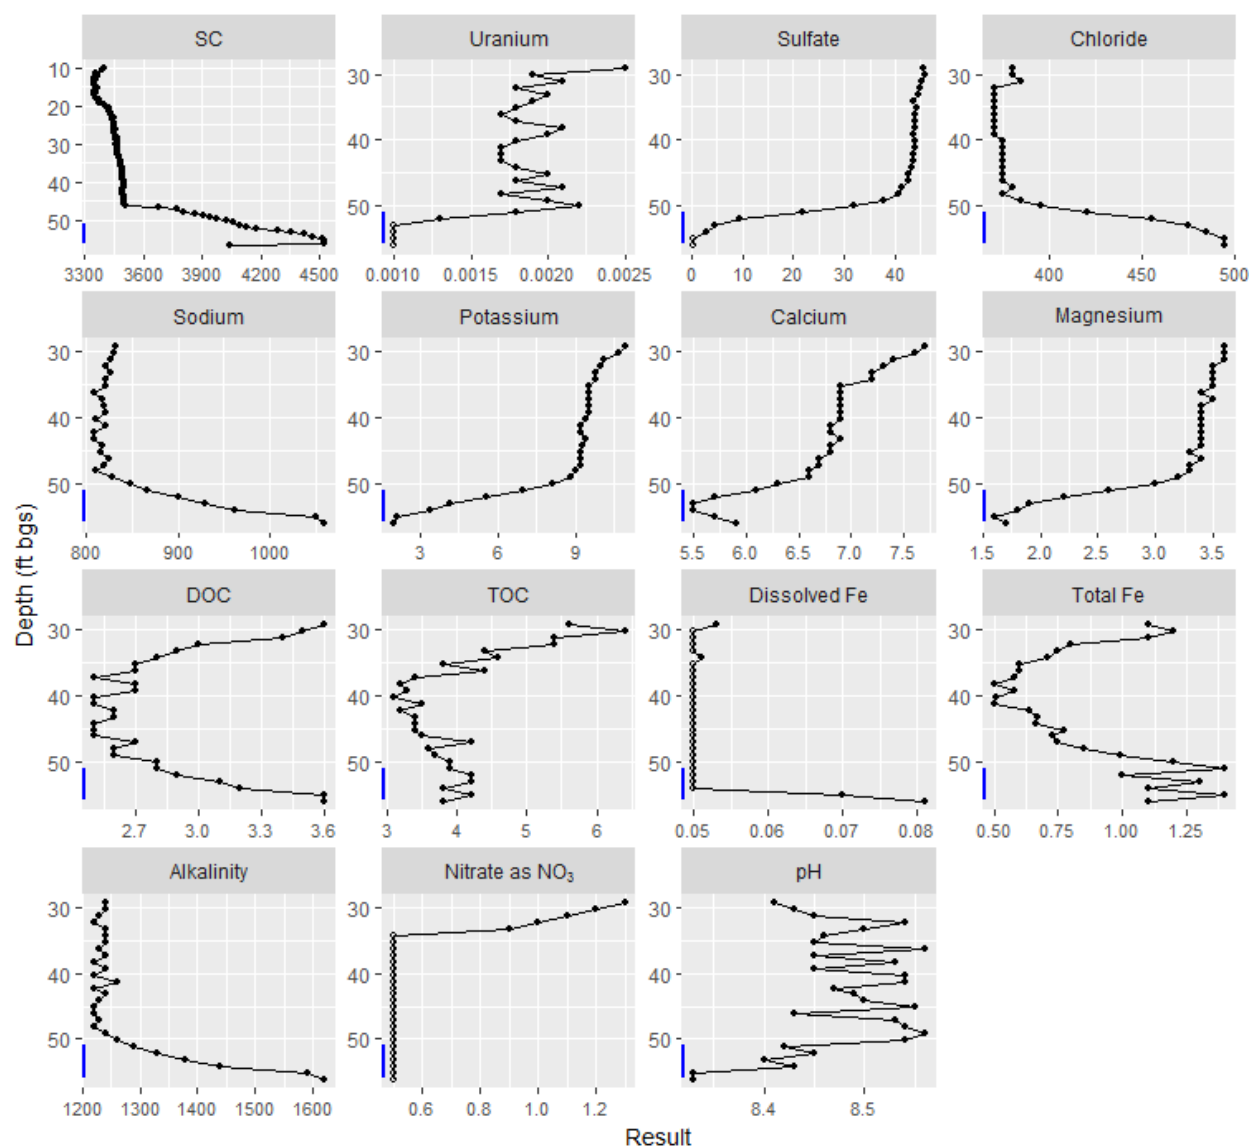 SC Uranium Sulfate Chloride
10
20
30
40
50
30
40
50
30
40
50
30
40
50
3300 3600 3900 4200 4500
0.0010 0.0015 0.0020 0.0025
0 10 20 30 40
400 450 500
Sodium Potassium Calcium Magnesium
30
40
50
30
40
50
30
40
50
30
40
50
800 900 1000
3 6 9
5.5 6.0 6.5 7.0 7.5
1.5 2.0 2.5 3.0 3.5
Depth (ft bgs)
DOC TOC Dissolved Fe Total Fe
30
40
50
30
40
50
30
40
50
30
40
50
2.7 3.0 3.3 3.6
3 4 5 6
0.05 0.06 0.07 0.08
0.50 0.75 1.00 1.25
Alkalinity Nitrate as NO₃ pH
30
40
50
30
40
50
30
40
50
1200 1300 1400 1500 1600
0.6 0.8 1.0 1.2
8.4 8.5
Result